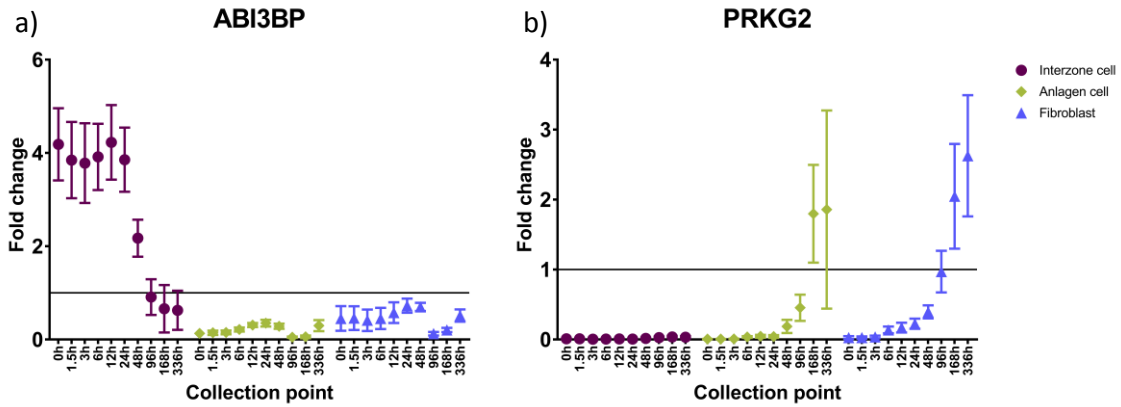 a) ABI3BP
6
4
2
0
Fold change
0h 1.5h 3h 6h 12h 24h 48h 96h 168h 336h 0h 1.5h 3h 6h 12h 24h 48h 96h 168h 336h 0h 1.5h 3h 6h 12h 24h 48h 96h 168h 336h
Collection point
b) PRKG2
4
3
2
1
0
Fold change
0h 1.5h 3h 6h 12h 24h 48h 96h 168h 336h 0h 1.5h 3h 6h 12h 24h 48h 96h 168h 336h 0h 1.5h 3h 6h 12h 24h 48h 96h 168h 336h
Collection point
Interzone cell
Anlagen cell
Fibroblast